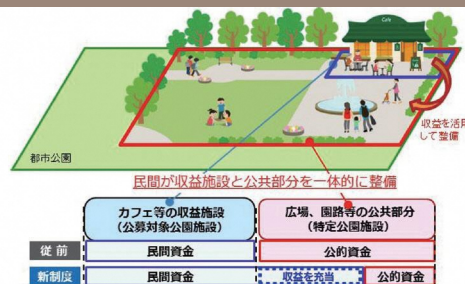 Cafe
収益を活用
して整備
都市公園
民間が収益施設と公共部分を一体的に整備
カフェ等の収益施設
(公募対象公園施設)
広場、園路等の公共部分
(特定公園施設)
従前
民間資金
公的資金
新制度
民間資金
収益を充当
公的資金